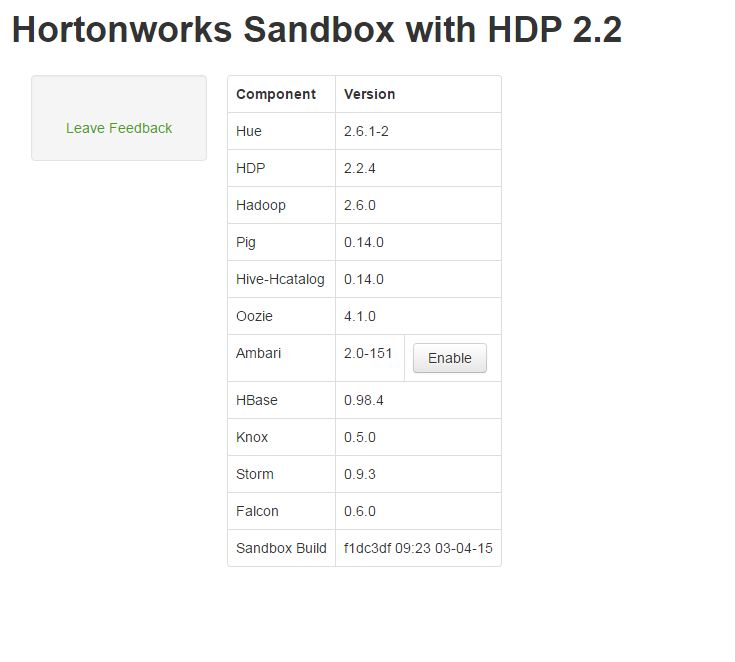 Hortonworks Sandbox with HDP 2.2
Leave Feedback
Component Version
Hue 2.6.1-2
HDP 2.2.4
Hadoop 2.6.0
Pig 0.14.0
Hive-Hcatalog 0.14.0
Oozie 4.1.0
Ambari 2.0-151 Enable
HBase 0.98.4
Knox 0.5.0
Storm 0.9.3
Falcon 0.6.0
Sandbox Build f1dc3df 09:23 03-04-15